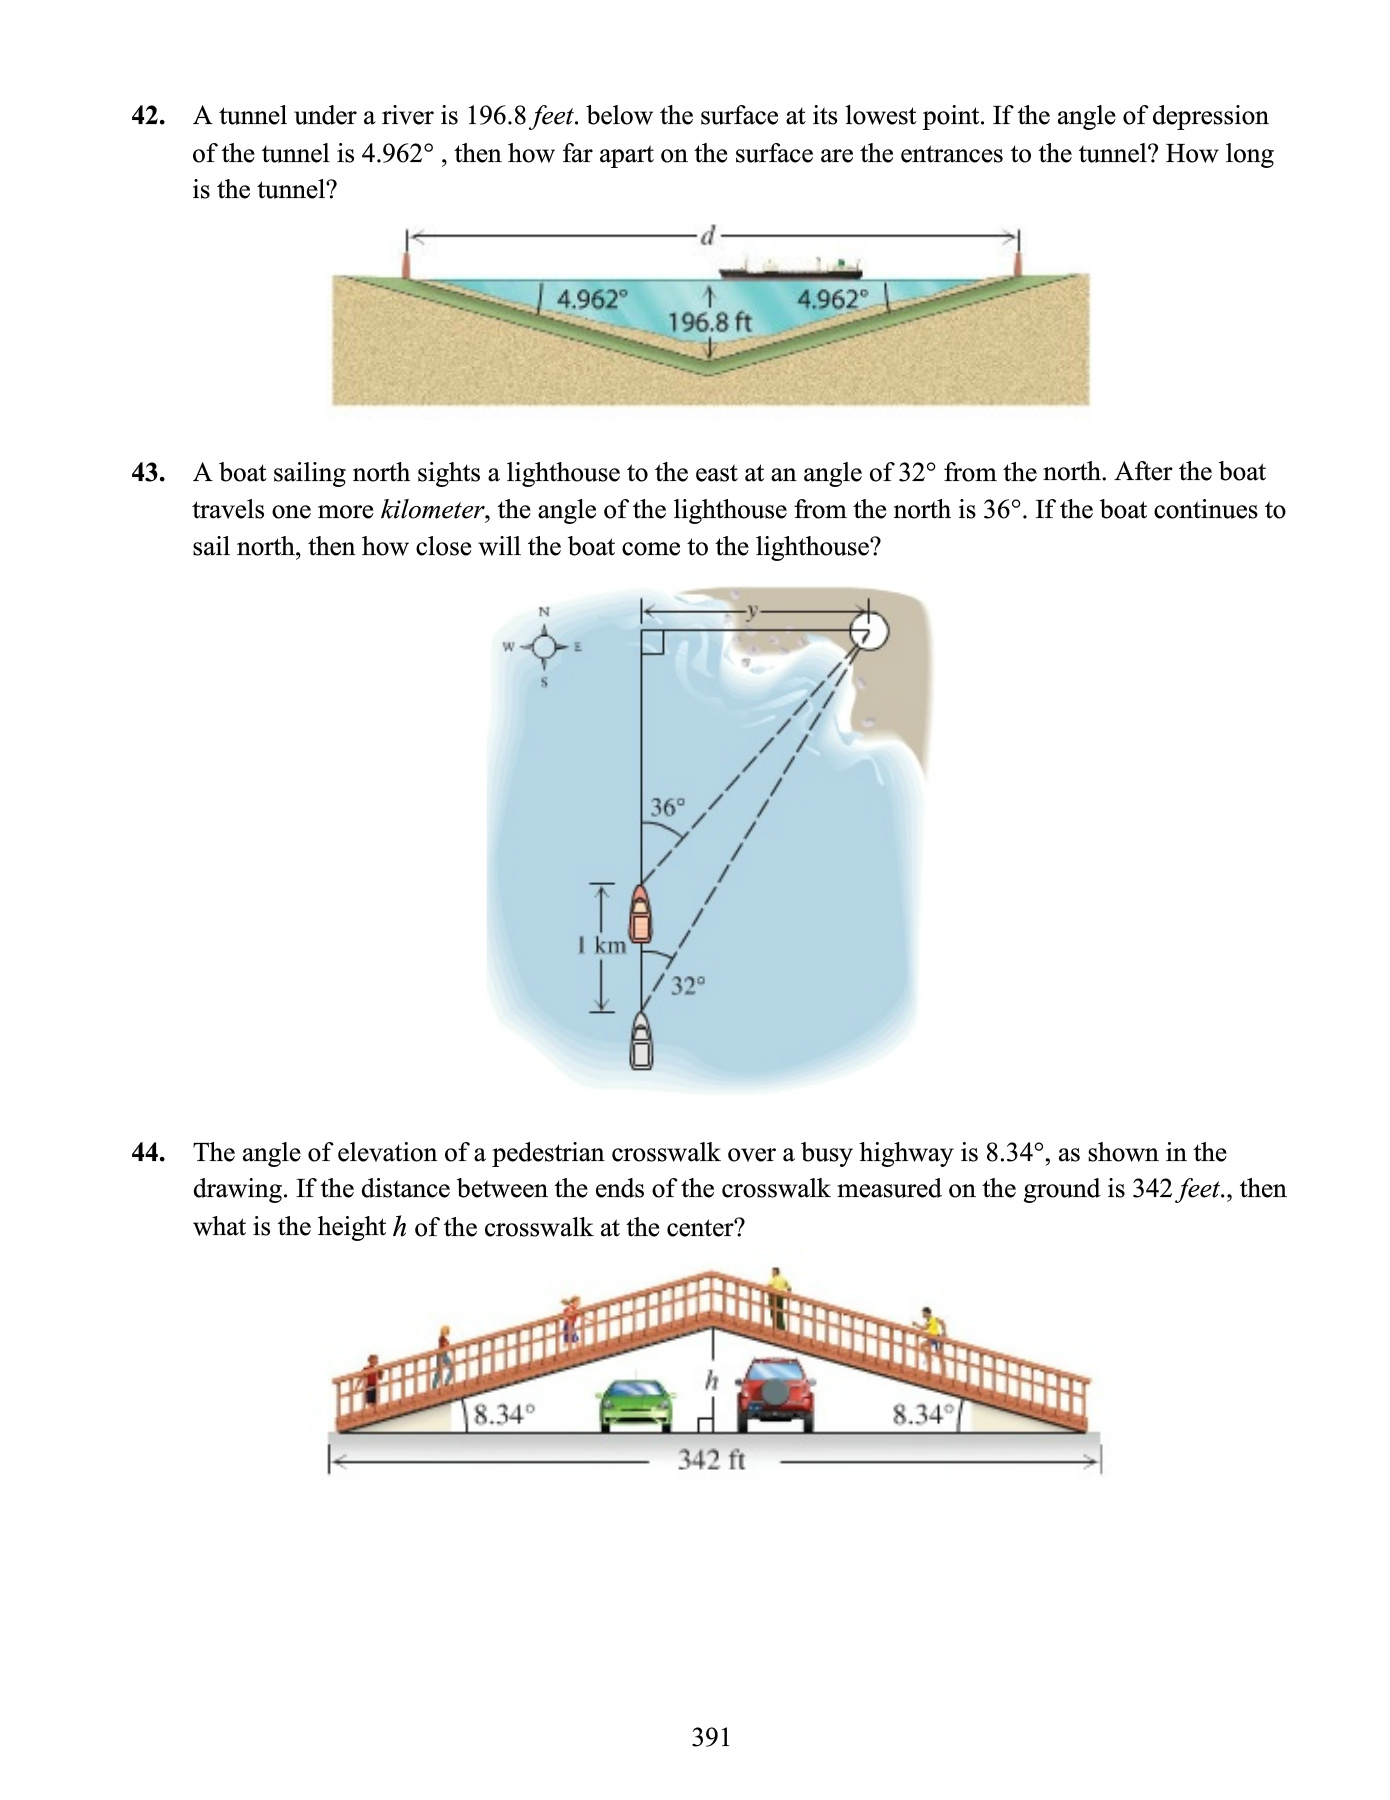 42. A tunnel under a river is 196.8 feet. below the surface at its lowest point. If the angle of depression
of the tunnel is 4.962° , then how far apart on the surface are the entrances to the tunnel? How long
is the tunnel?
d
4.962° 4.962°
196.8 ft
43. A boat sailing north sights a lighthouse to the east at an angle of 32° from the north. After the boat
travels one more kilometer, the angle of the lighthouse from the north is 36°. If the boat continues to
sail north, then how close will the boat come to the lighthouse?
y
N
W E
S
36°
1 km
32°
44. The angle of elevation of a pedestrian crosswalk over a busy highway is 8.34°, as shown in the
drawing. If the distance between the ends of the crosswalk measured on the ground is 342 feet., then
what is the height h of the crosswalk at the center?
h
8.34° 8.34°
342 ft
391